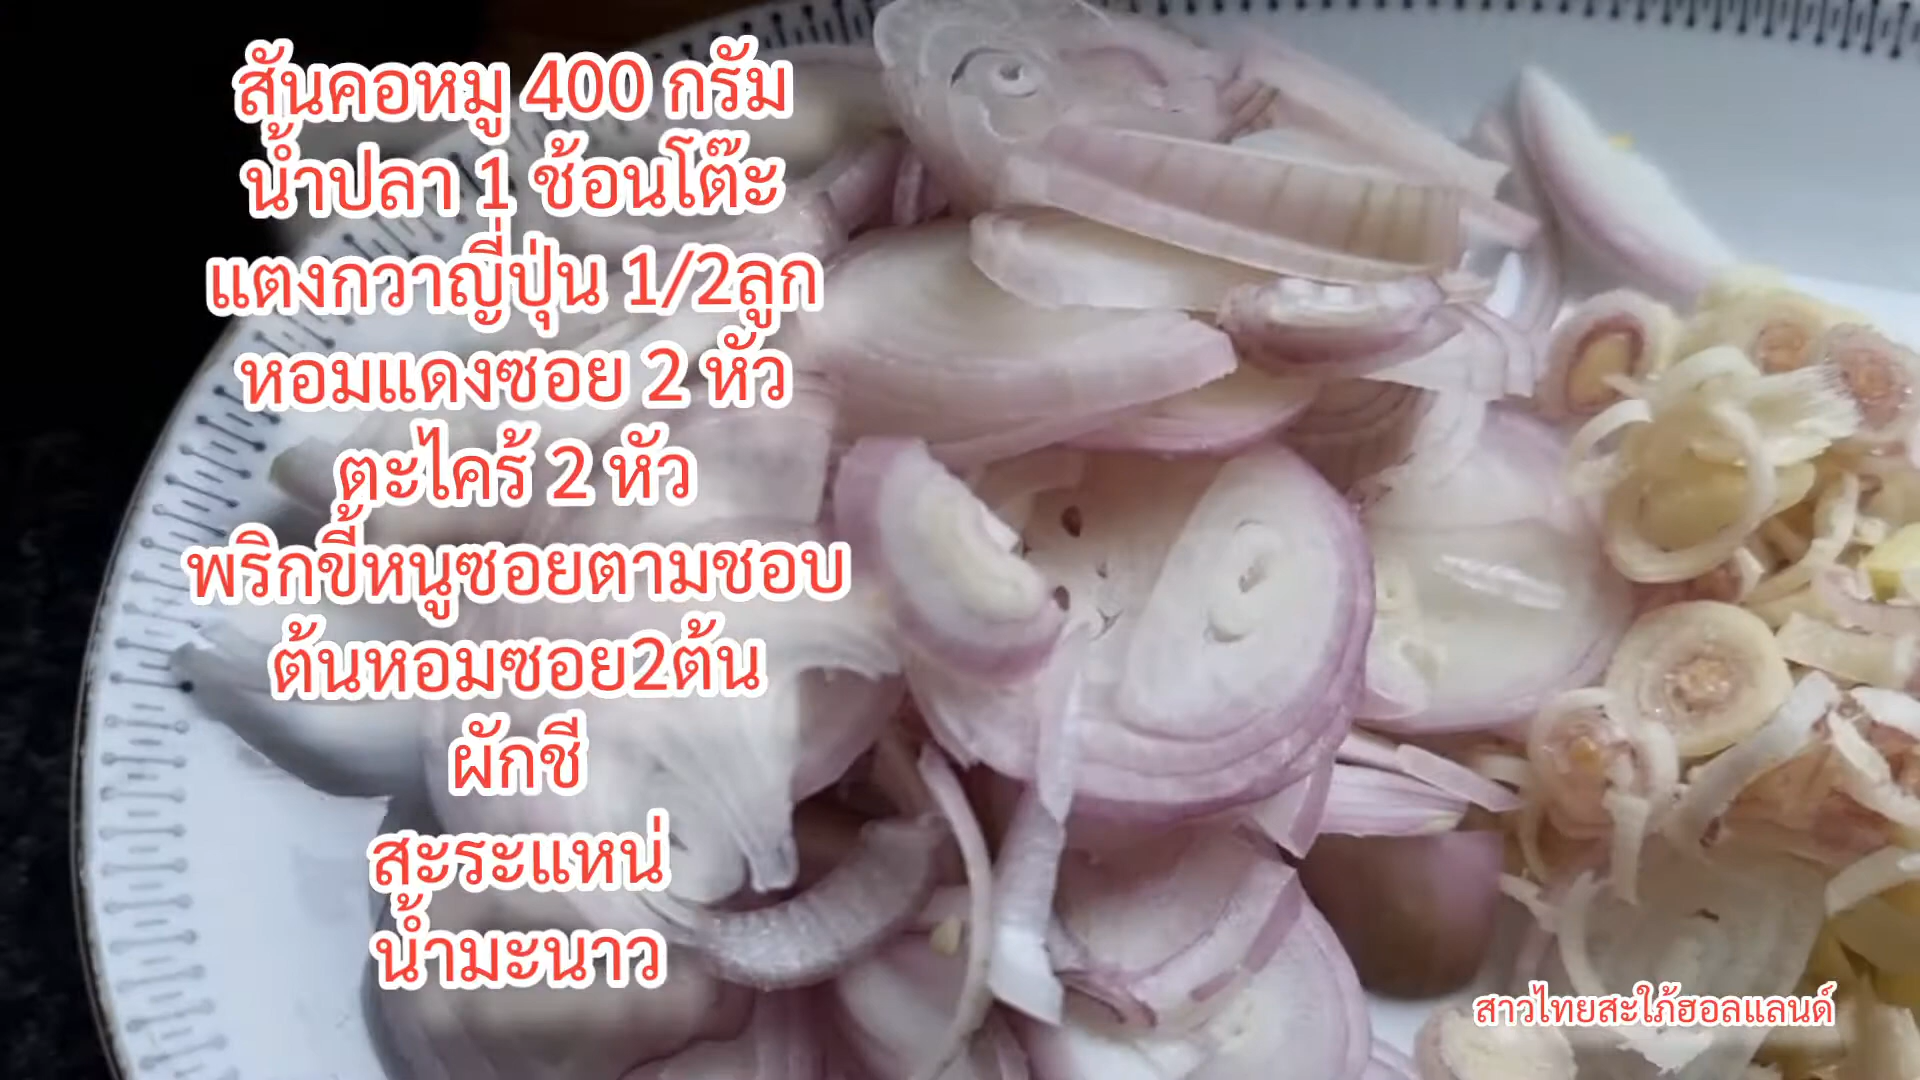 สันคอหมู 400 กรัม
น้ำปลา 1 ช้อนโต๊ะ
แตงกวาญี่ปุ่น 1/2ลูก
หอมแดงซอย 2 หัว
ตะไคร้ 2 หัว
พริกขี้หนูซอยตามชอบ
ต้นหอมซอย2ต้น
ผักชี
สะระแหน่
น้ำมะนาว
สาวไทยสะใภ้ฮอลแลนด์